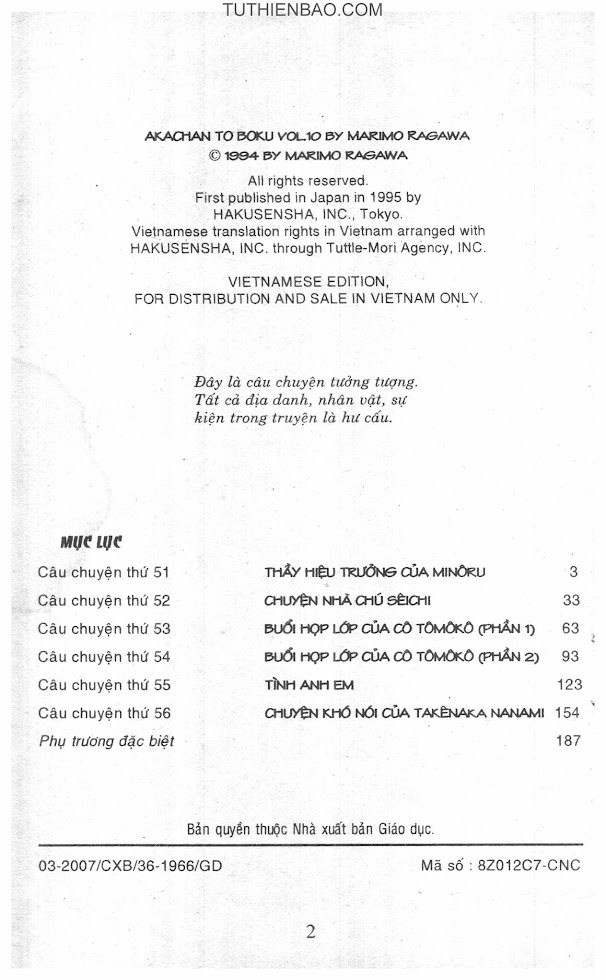 TUTHIENBAO.COM
AKACHAN TO BOKU VOL.10 BY MARIMO RAGAWA
© 1994 BY MARIMO RAGAWA
All rights reserved.
First published in Japan in 1995 by
HAKUSENSHA, INC., Tokyo.
Vietnamese translation rights in Vietnam arranged with
HAKUSENSHA, INC. through Tuttle-Mori Agency, INC.
VIETNAMESE EDITION,
FOR DISTRIBUTION AND SALE IN VIETNAM ONLY.
Đây là câu chuyện tưởng tượng.
Tất cả địa danh, nhân vật, sự
kiện trong truyện là hư cấu.
MỤC LỤC
Câu chuyện thứ 51 THẦY HIỆU TRƯỞNG CỦA MINÔRU 3
Câu chuyện thứ 52 CHUYỆN NHÀ CHÚ SÊICHI 33
Câu chuyện thứ 53 BUỔI HỌP LỚP CỦA CÔ TÔMÔKÔ (PHẦN 1) 63
Câu chuyện thứ 54 BUỔI HỌP LỚP CỦA CÔ TÔMÔKÔ (PHẦN 2) 93
Câu chuyện thứ 55 TÌNH ANH EM 123
Câu chuyện thứ 56 CHUYỆN KHÓ NÓI CỦA TAKÊNAKA NANAMI 154
Phụ trương đặc biệt 187
Bản quyền thuộc Nhà xuất bản Giáo dục.
03-2007/CXB/36-1966/GD Mã số : 8Z012C7-CNC
2